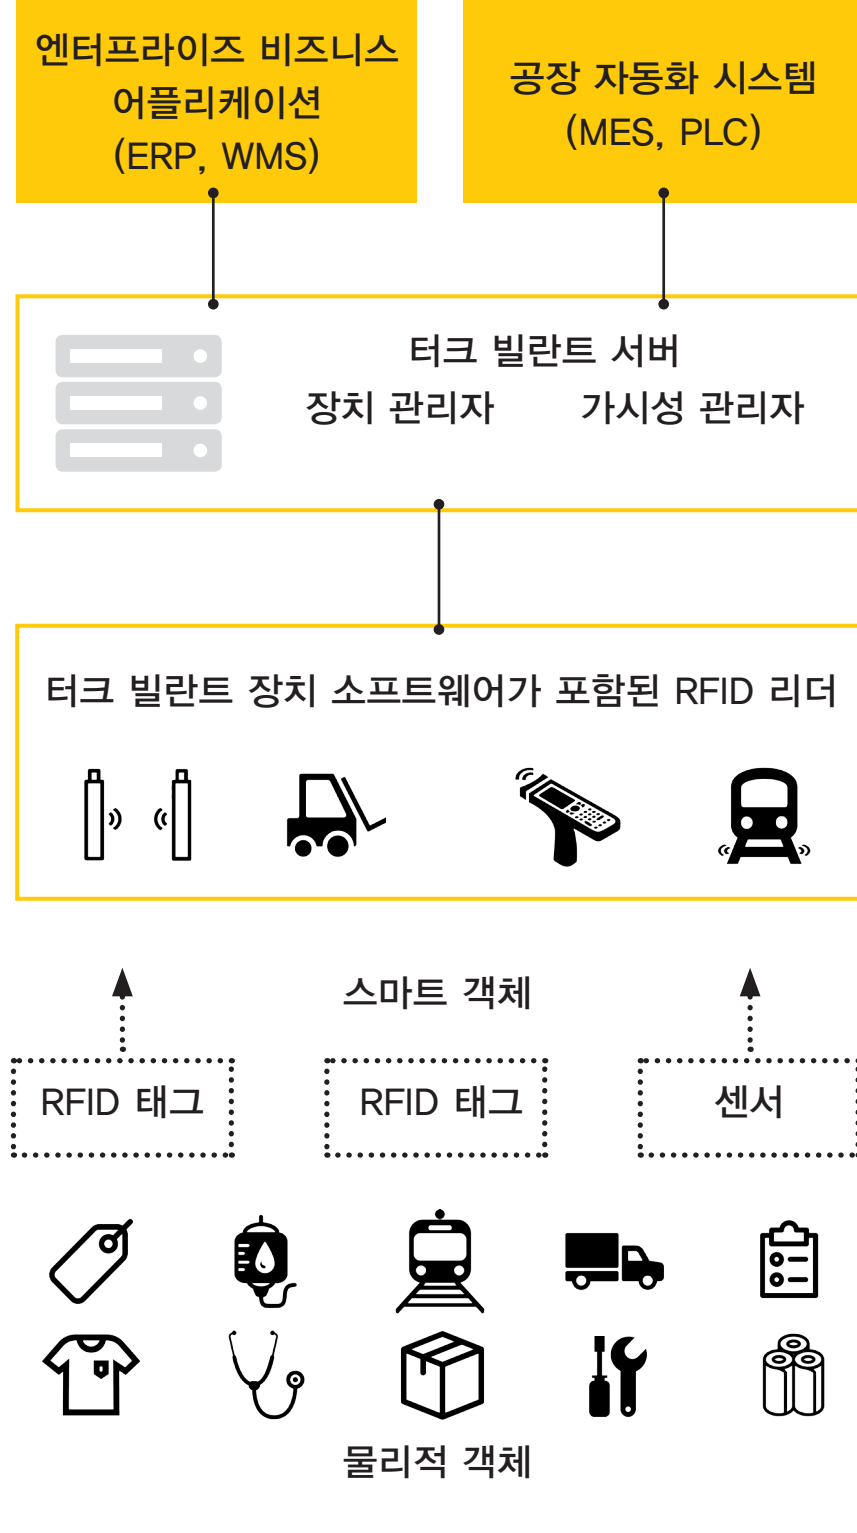 엔터프라이즈 비즈니스
어플리케이션
(ERP, WMS)
공장 자동화 시스템
(MES, PLC)
터크 빌란트 서버
장치 관리자 가시성 관리자
터크 빌란트 장치 소프트웨어가 포함된 RFID 리더
스마트 객체
RFID 태그 RFID 태그 센서
물리적 객체